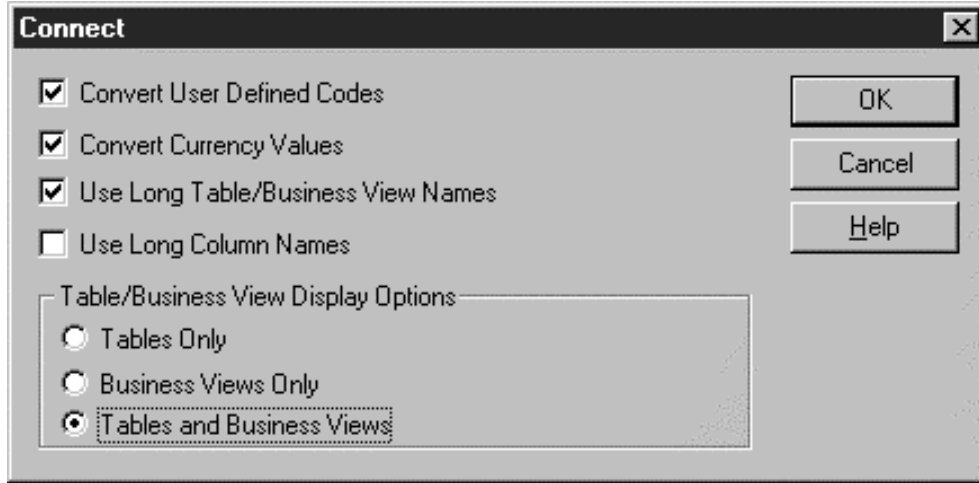 Connect
Convert User Defined Codes
Convert Currency Values
Use Long Table/Business View Names
Use Long Column Names
Table/Business View Display Options
Tables Only
Business Views Only
Tables and Business Views
OK
Cancel
Help